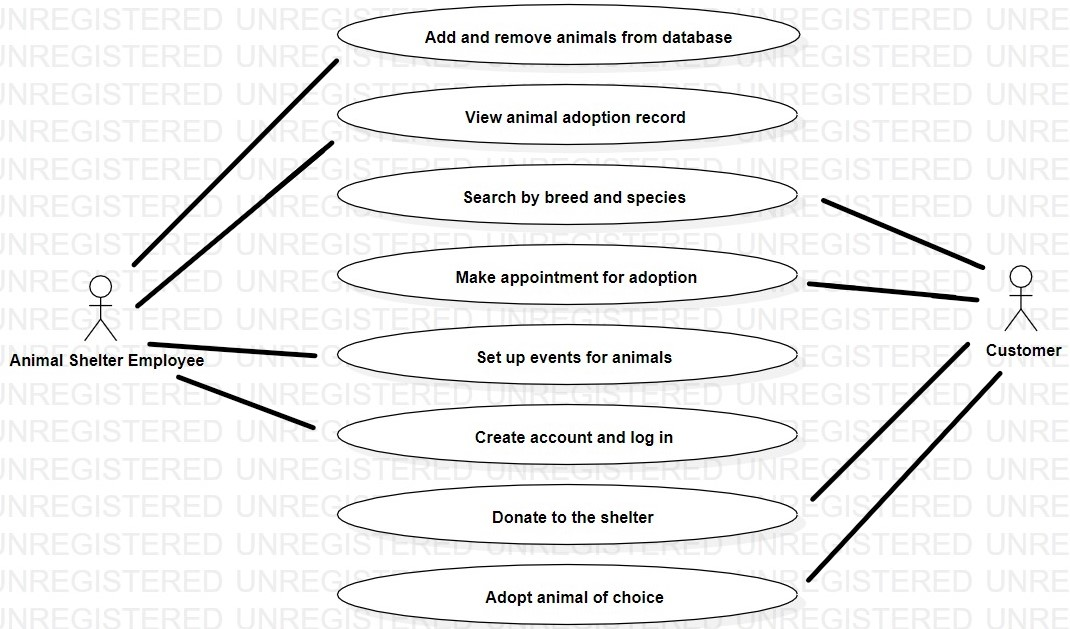 Add and remove animals from database
View animal adoption record
Search by breed and species
Make appointment for adoption
Set up events for animals
Create account and log in
Donate to the shelter
Adopt animal of choice
Animal Shelter Employee
Customer
UNREGISTERED